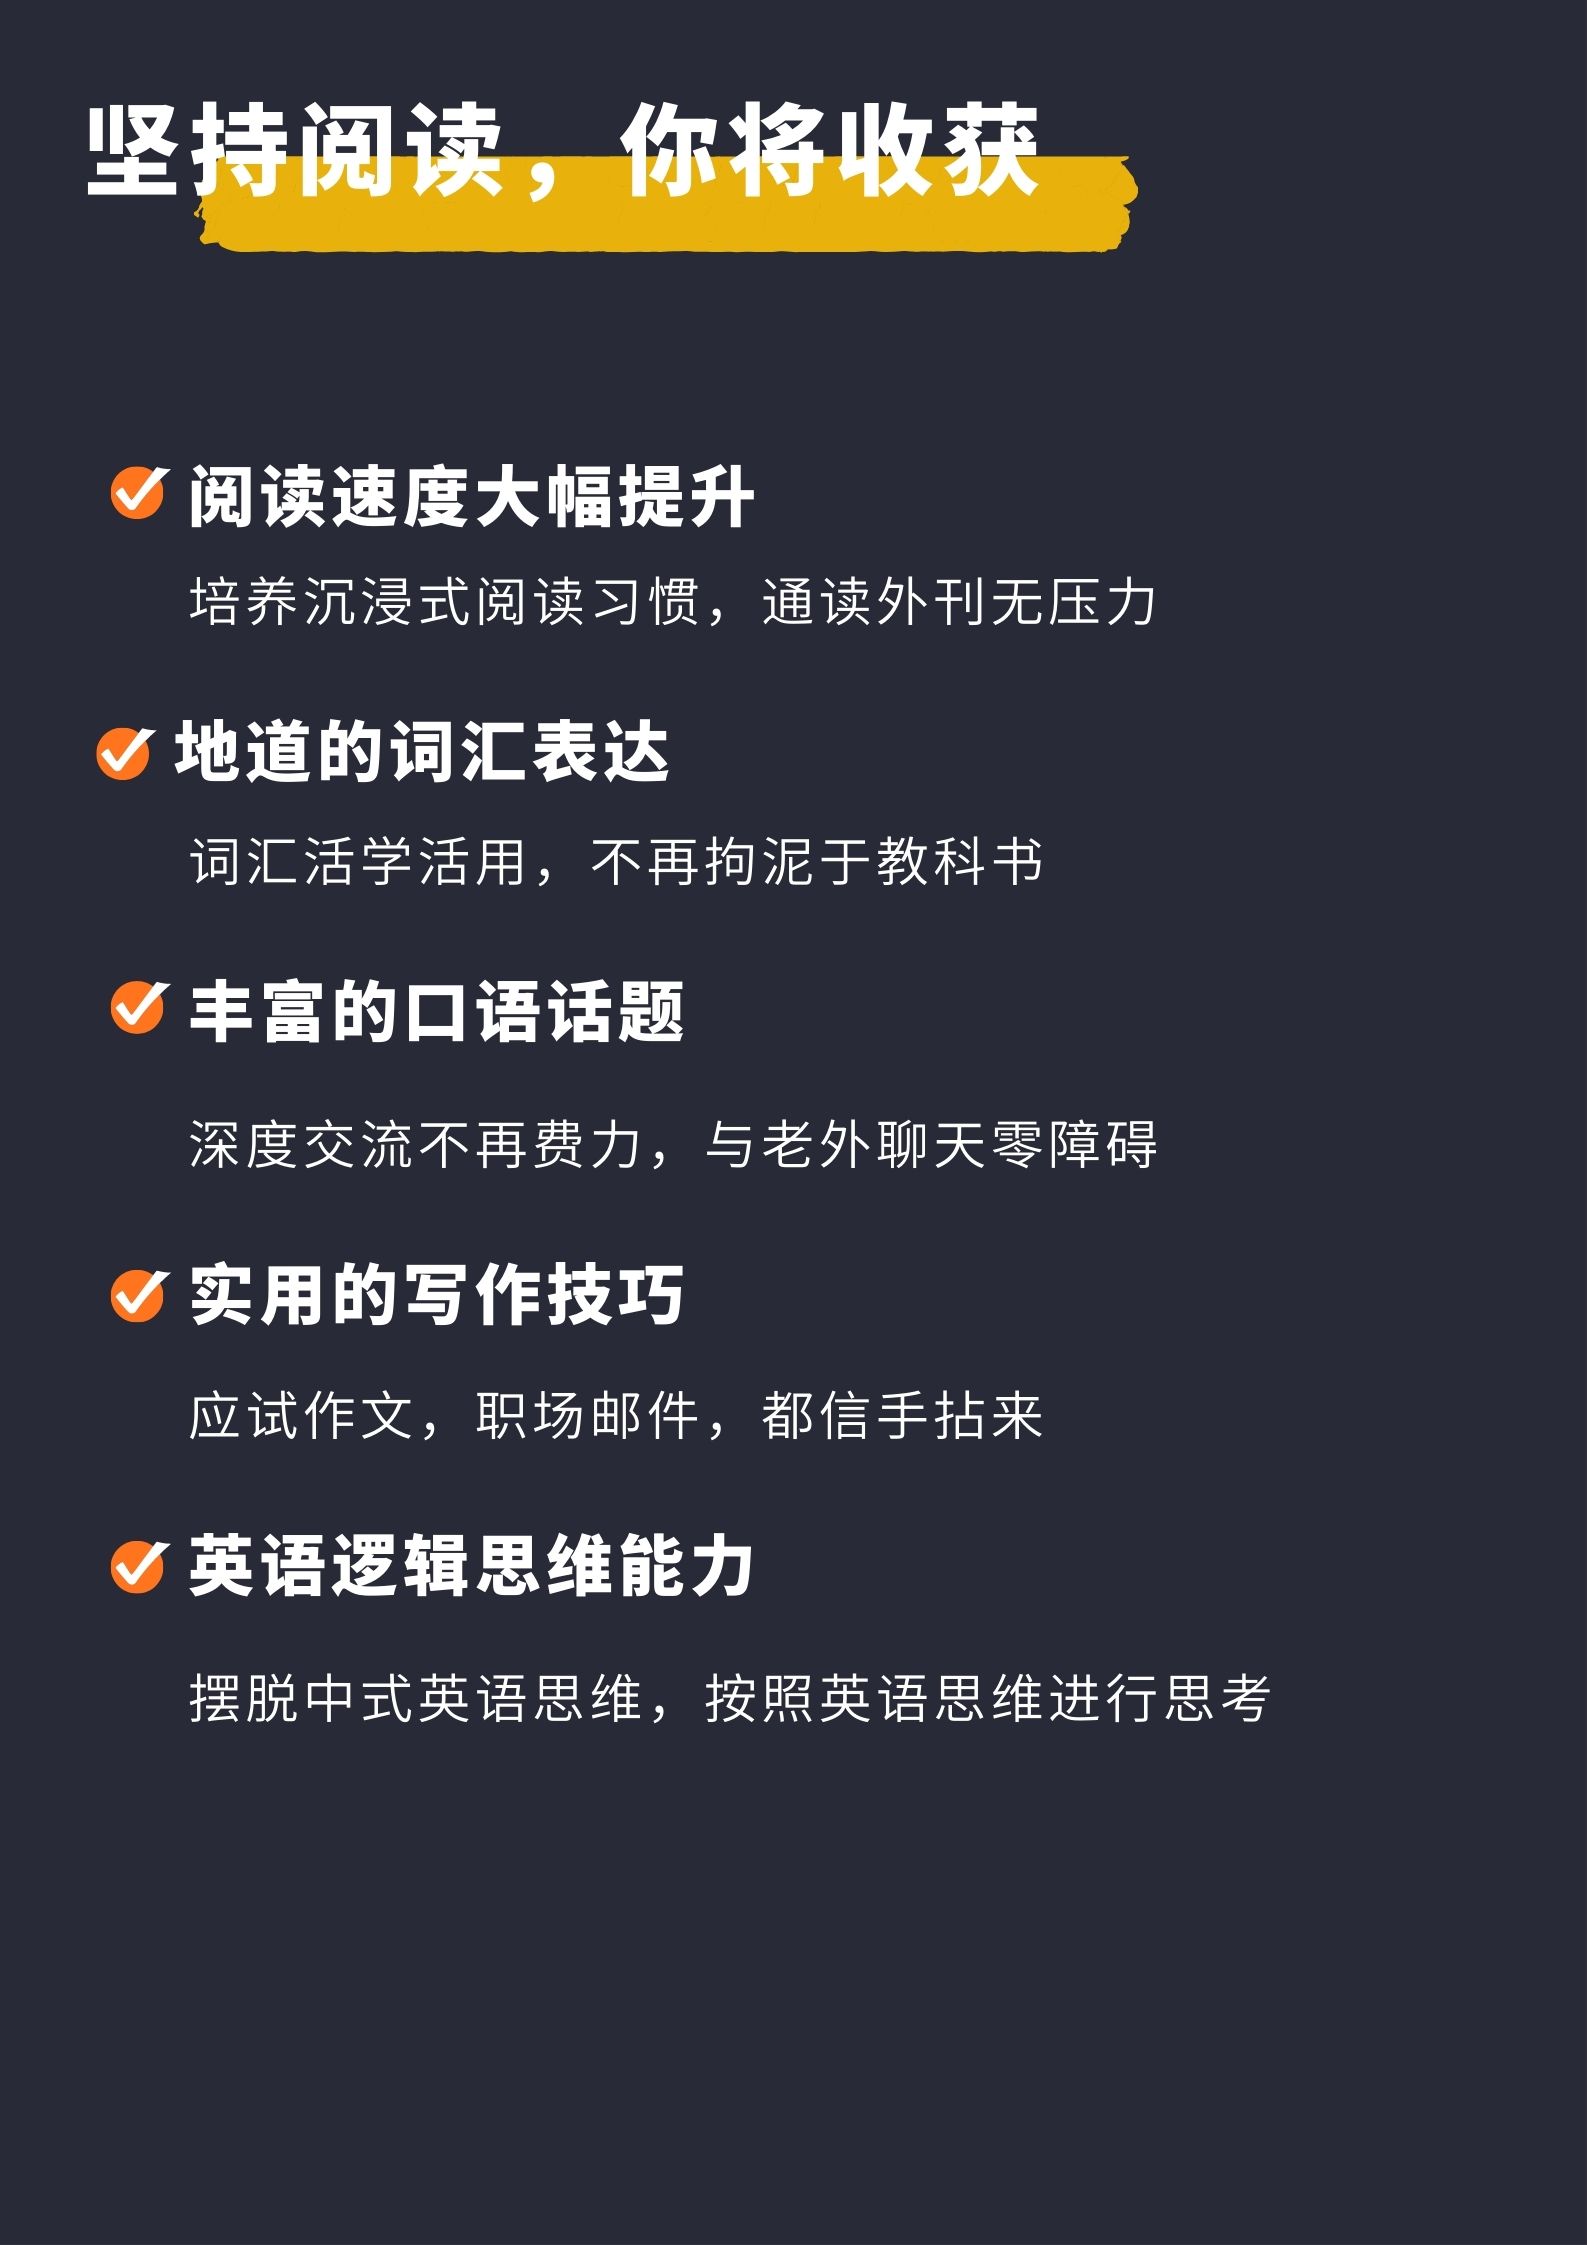 坚持阅读，你将收获
阅读速度大幅提升
培养沉浸式阅读习惯，通读外刊无压力
地道的词汇表达
词汇活学活用，不再拘泥于教科书
丰富的口语话题
深度交流不再费力，与老外聊天零障碍
实用的写作技巧
应试作文，职场邮件，都信手拈来
英语逻辑思维能力
摆脱中式英语思维，按照英语思维进行思考